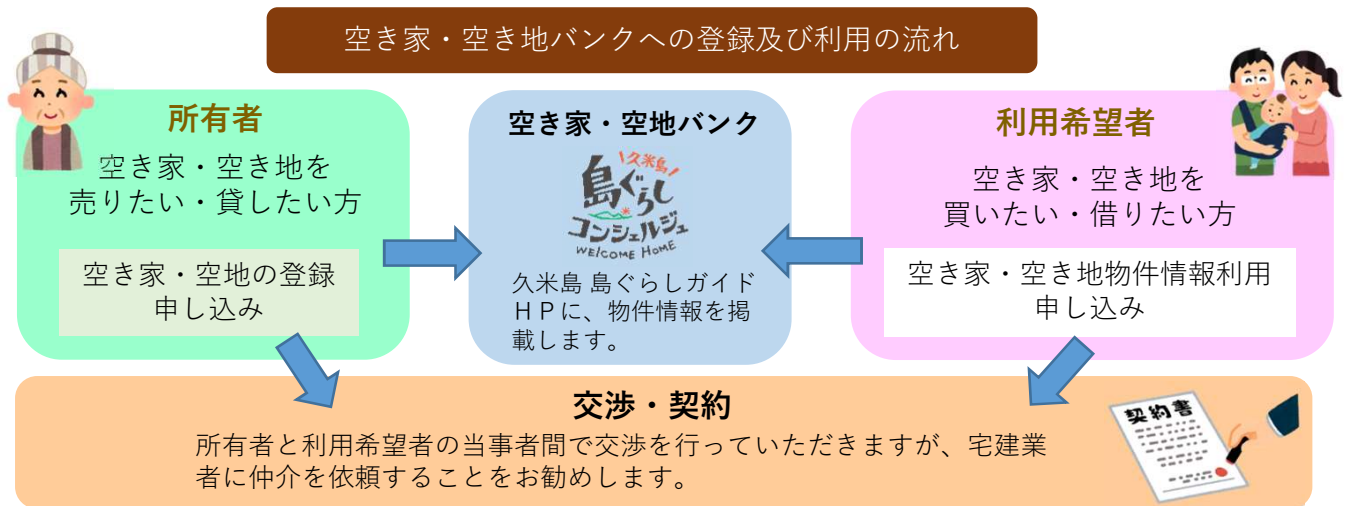 空き家・空き地バンクへの登録及び利用の流れ
所有者
空き家・空き地を
売りたい・貸したい方
空き家・空地の登録
申し込み
空き家・空地バンク
久米島
島ぐらし
コンシェルジュ
WELCOME HOME
久米島 島ぐらしガイド
ＨＰに、物件情報を掲
載します。
利用希望者
空き家・空き地を
買いたい・借りたい方
空き家・空き地物件情報利用
申し込み
交渉・契約
所有者と利用希望者の当事者間で交渉を行っていただきますが、宅建業
者に仲介を依頼することをお勧めします。
契約書